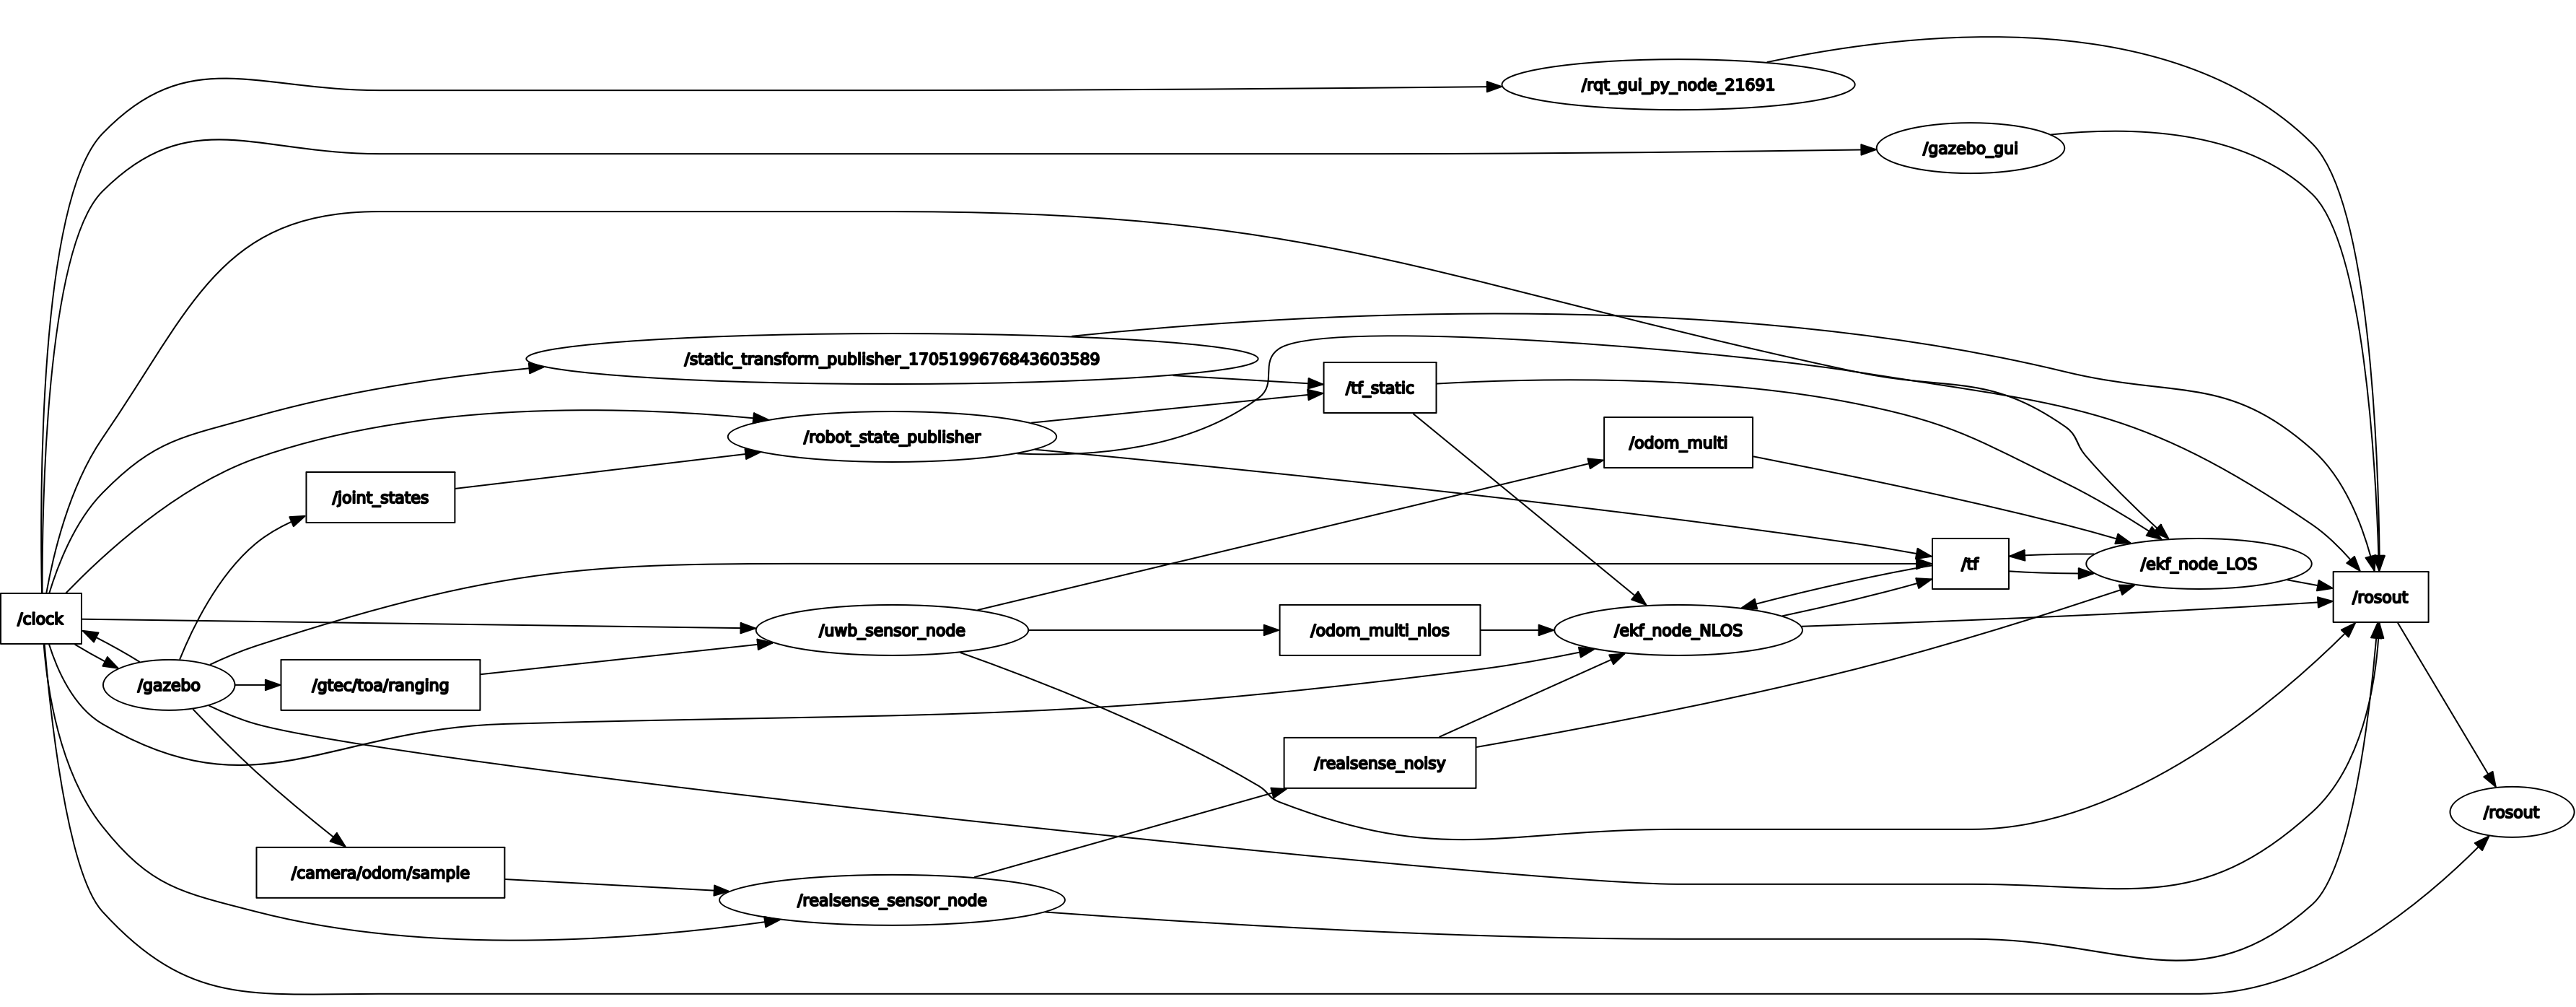 /rqt_gui_py_node_21691
/gazebo_gui
/static_transform_publisher_1705199676843603589
/tf_static
/robot_state_publisher
/odom_multi
/joint_states
/tf
/ekf_node_LOS
/rosout
/clock
/uwb_sensor_node
/odom_multi_nlos
/ekf_node_NLOS
/gazebo
/gtec/toa/ranging
/realsense_noisy
/rosout
/camera/odom/sample
/realsense_sensor_node